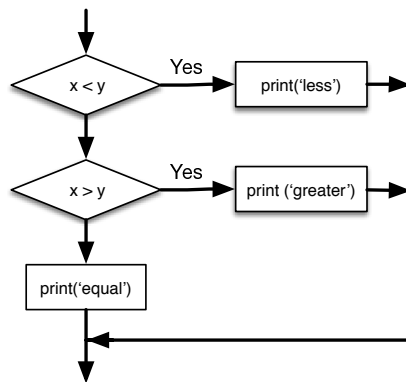 Yes
x < y
print(‘less’)
Yes
x > y
print (‘greater’)
print(‘equal’)